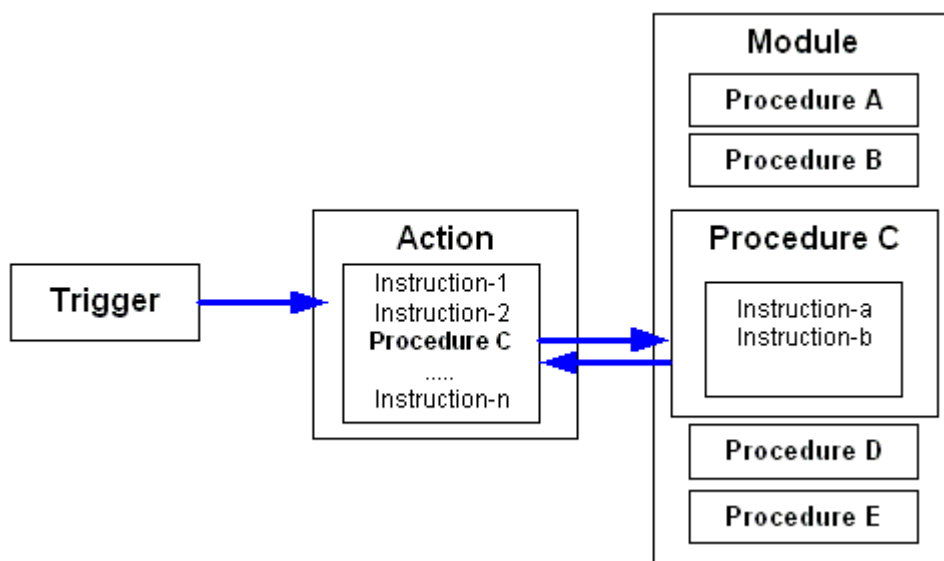 Trigger
Action
Instruction-1
Instruction-2
Procedure C
.....
Instruction-n
Module
Procedure A
Procedure B
Procedure C
Instruction-a
Instruction-b
Procedure D
Procedure E